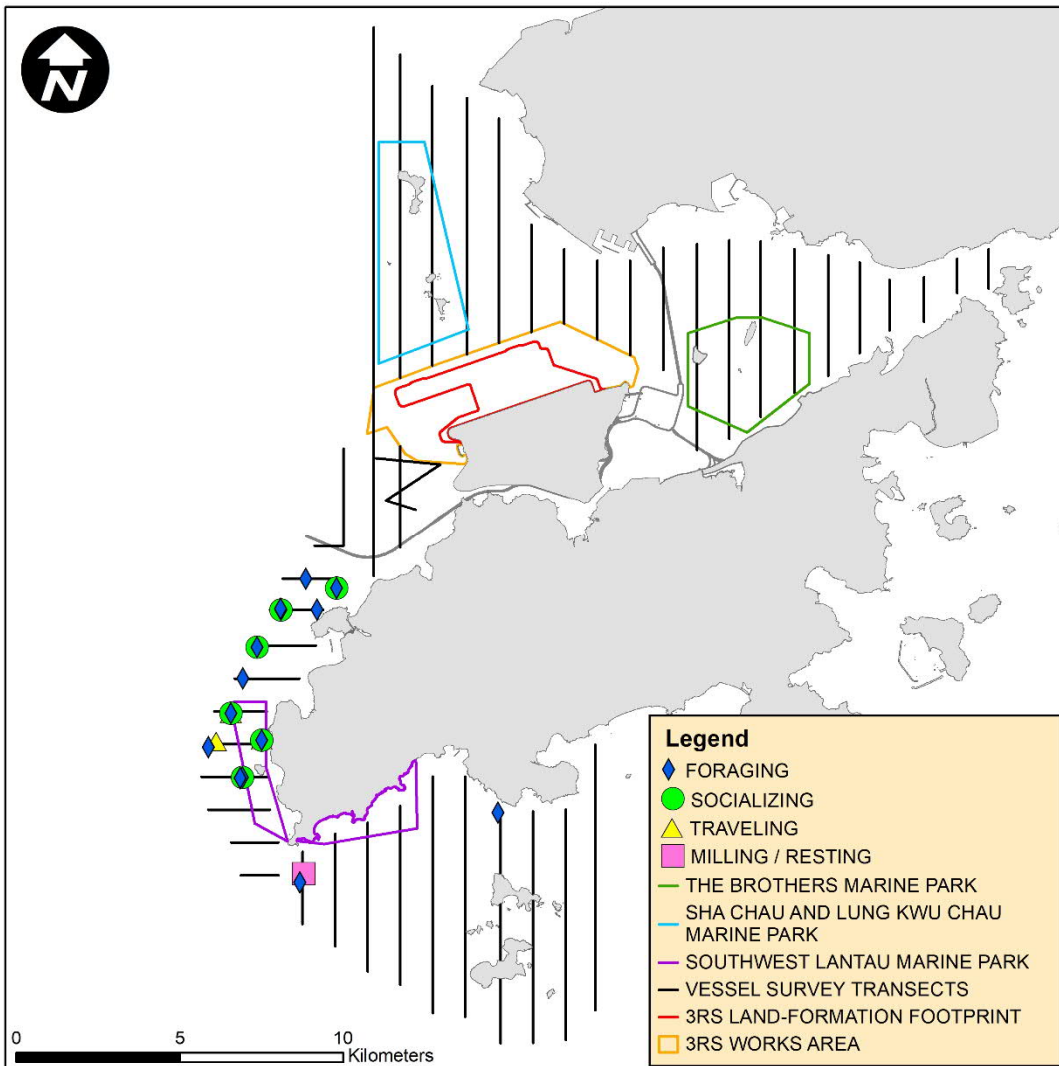 N
Legend
FORAGING
SOCIALIZING
TRAVELING
MILLING / RESTING
THE BROTHERS MARINE PARK
SHA CHAU AND LUNG KWU CHAU
MARINE PARK
SOUTHWEST LANTAU MARINE PARK
VESSEL SURVEY TRANSECTS
3RS LAND-FORMATION FOOTPRINT
3RS WORKS AREA
0 5 10
Kilometers